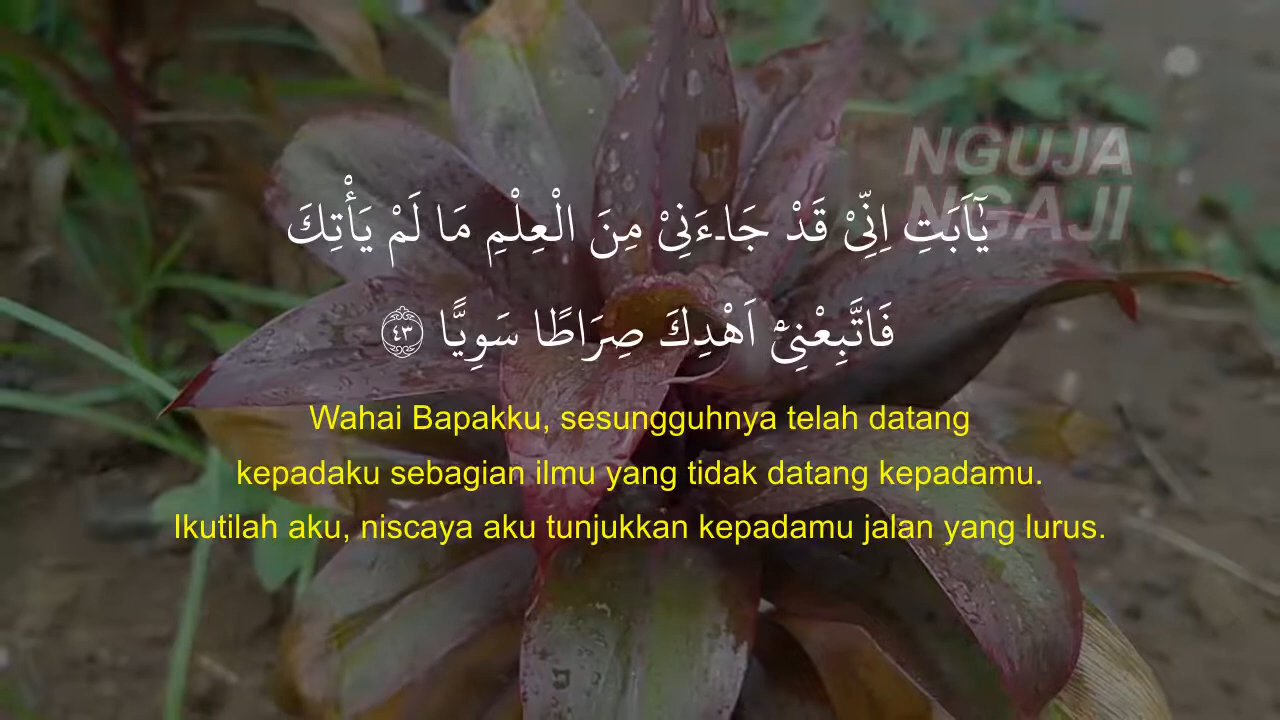 NGUJA
NGAJI
يٰٓاَبَتِ اِنِّيْ قَدْ جَاۤءَنِيْ مِنَ الْعِلْمِ مَا لَمْ يَأْتِكَ
فَاتَّبِعْنِيْٓ اَهْدِكَ صِرَاطًا سَوِيًّا ٤٣
Wahai Bapakku, sesungguhnya telah datang
kepadaku sebagian ilmu yang tidak datang kepadamu.
Ikutilah aku, niscaya aku tunjukkan kepadamu jalan yang lurus.